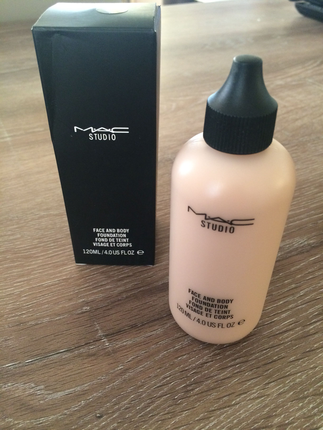 MAC
STUDIO
FACE AND BODY
FOUNDATION
FOND DE TEINT
VISAGE ET CORPS
120ML/4.0 US FL OZ ℮
MAC
STUDIO
FACE AND BODY
FOUNDATION
FOND DE TEINT
VISAGE ET CORPS
120ML/4.0 US FL OZ ℮